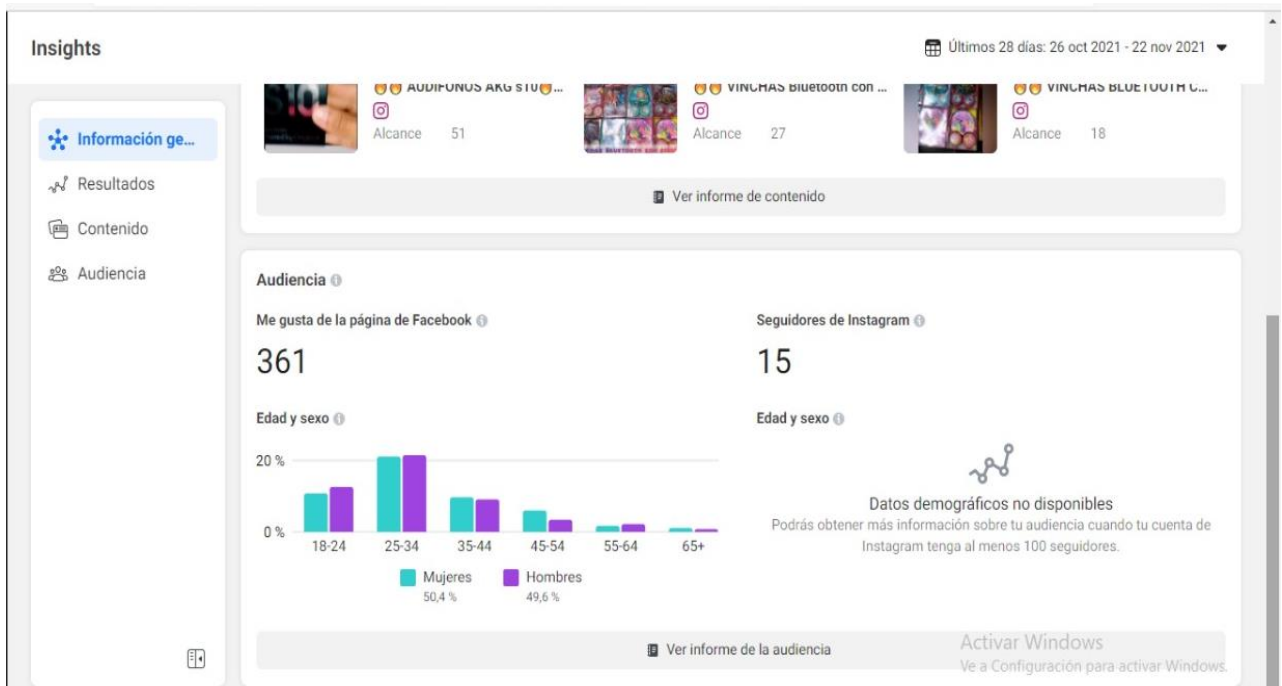 Insights
Últimos 28 días: 26 oct 2021 - 22 nov 2021
AUDIFONOS AKG s10...
Alcance 51
VINCHAS Bluetooth con ...
Alcance 27
VINCHAS BLUETOOTH C...
Alcance 18
Ver informe de contenido
Información ge...
Resultados
Contenido
Audiencia
Audiencia
Me gusta de la página de Facebook
361
Edad y sexo
20 %
0 %
18-24 25-34 35-44 45-54 55-64 65+
Mujeres
50,4 %
Hombres
49,6 %
Seguidores de Instagram
15
Edad y sexo
Datos demográficos no disponibles
Podrás obtener más información sobre tu audiencia cuando tu cuenta de
Instagram tenga al menos 100 seguidores.
Ver informe de la audiencia
Activar Windows
Ve a Configuración para activar Windows.